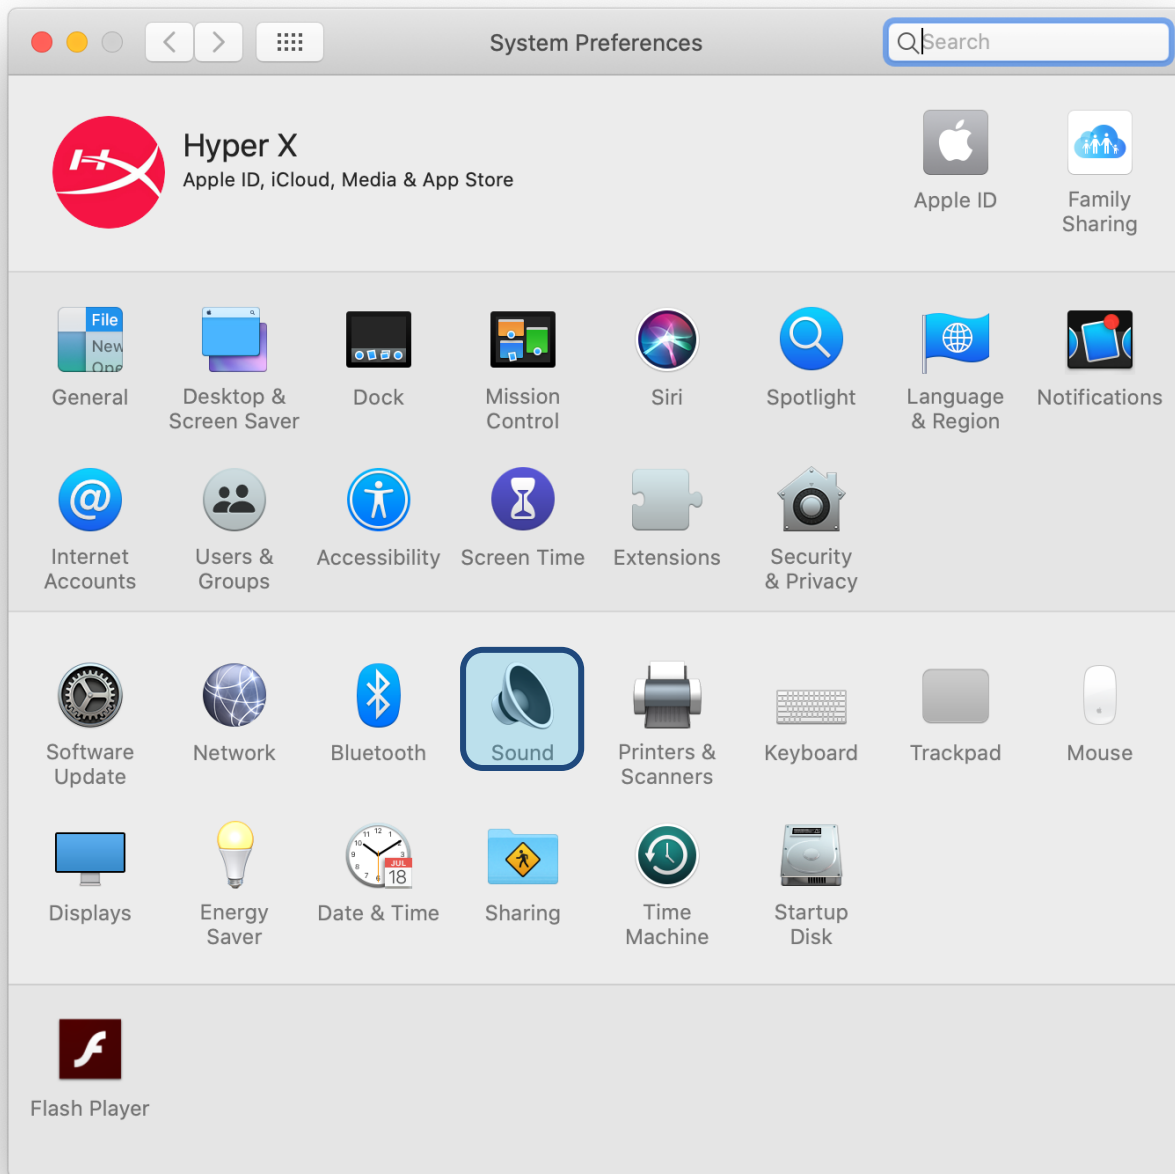 System Preferences
Search
Hyper X
Apple ID, iCloud, Media & App Store
Apple ID
Family
Sharing
File
New
Ope
General
Desktop &
Screen Saver
Dock
Mission
Control
Siri
Spotlight
Language
& Region
Notifications
Internet
Accounts
Users &
Groups
Accessibility
Screen Time
Extensions
Security
& Privacy
Software
Update
Network
Bluetooth
Sound
Printers &
Scanners
Keyboard
Trackpad
Mouse
Displays
Energy
Saver
JUL
18
Date & Time
Sharing
Time
Machine
Startup
Disk
Flash Player